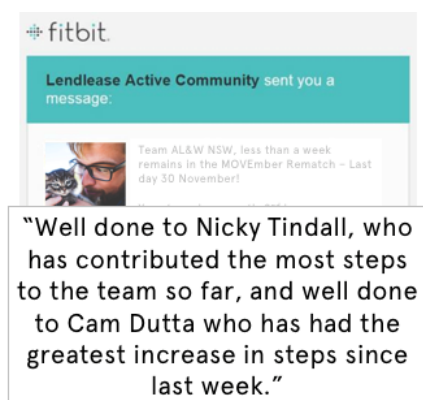 fitbit.
Lendlease Active Community sent you a
message:
Team AL&W NSW, less than a week
remains in the MOVEmber Rematch – Last
day 30 November!
“Well done to Nicky Tindall, who
has contributed the most steps
to the team so far, and well done
to Cam Dutta who has had the
greatest increase in steps since
last week.”